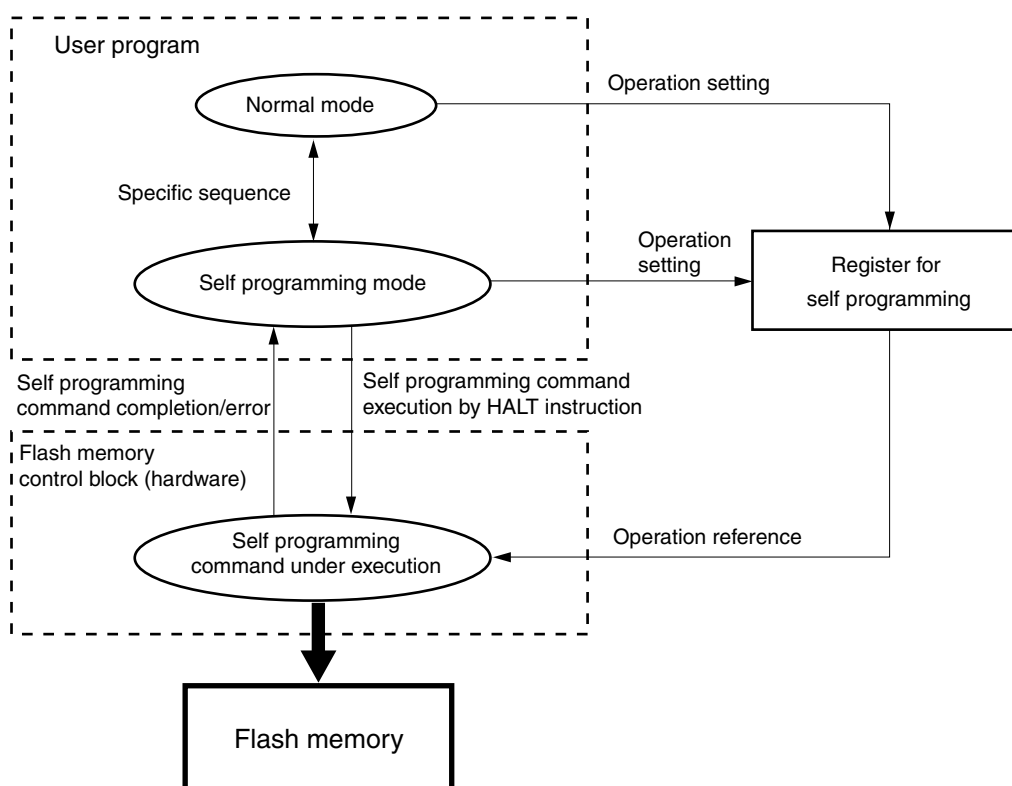 User program
Normal mode
Operation setting
Specific sequence
Self programming mode
Operation
setting
Register for
self programming
Self programming
command completion/error
Self programming command
execution by HALT instruction
Flash memory
control block (hardware)
Self programming
command under execution
Operation reference
Flash memory